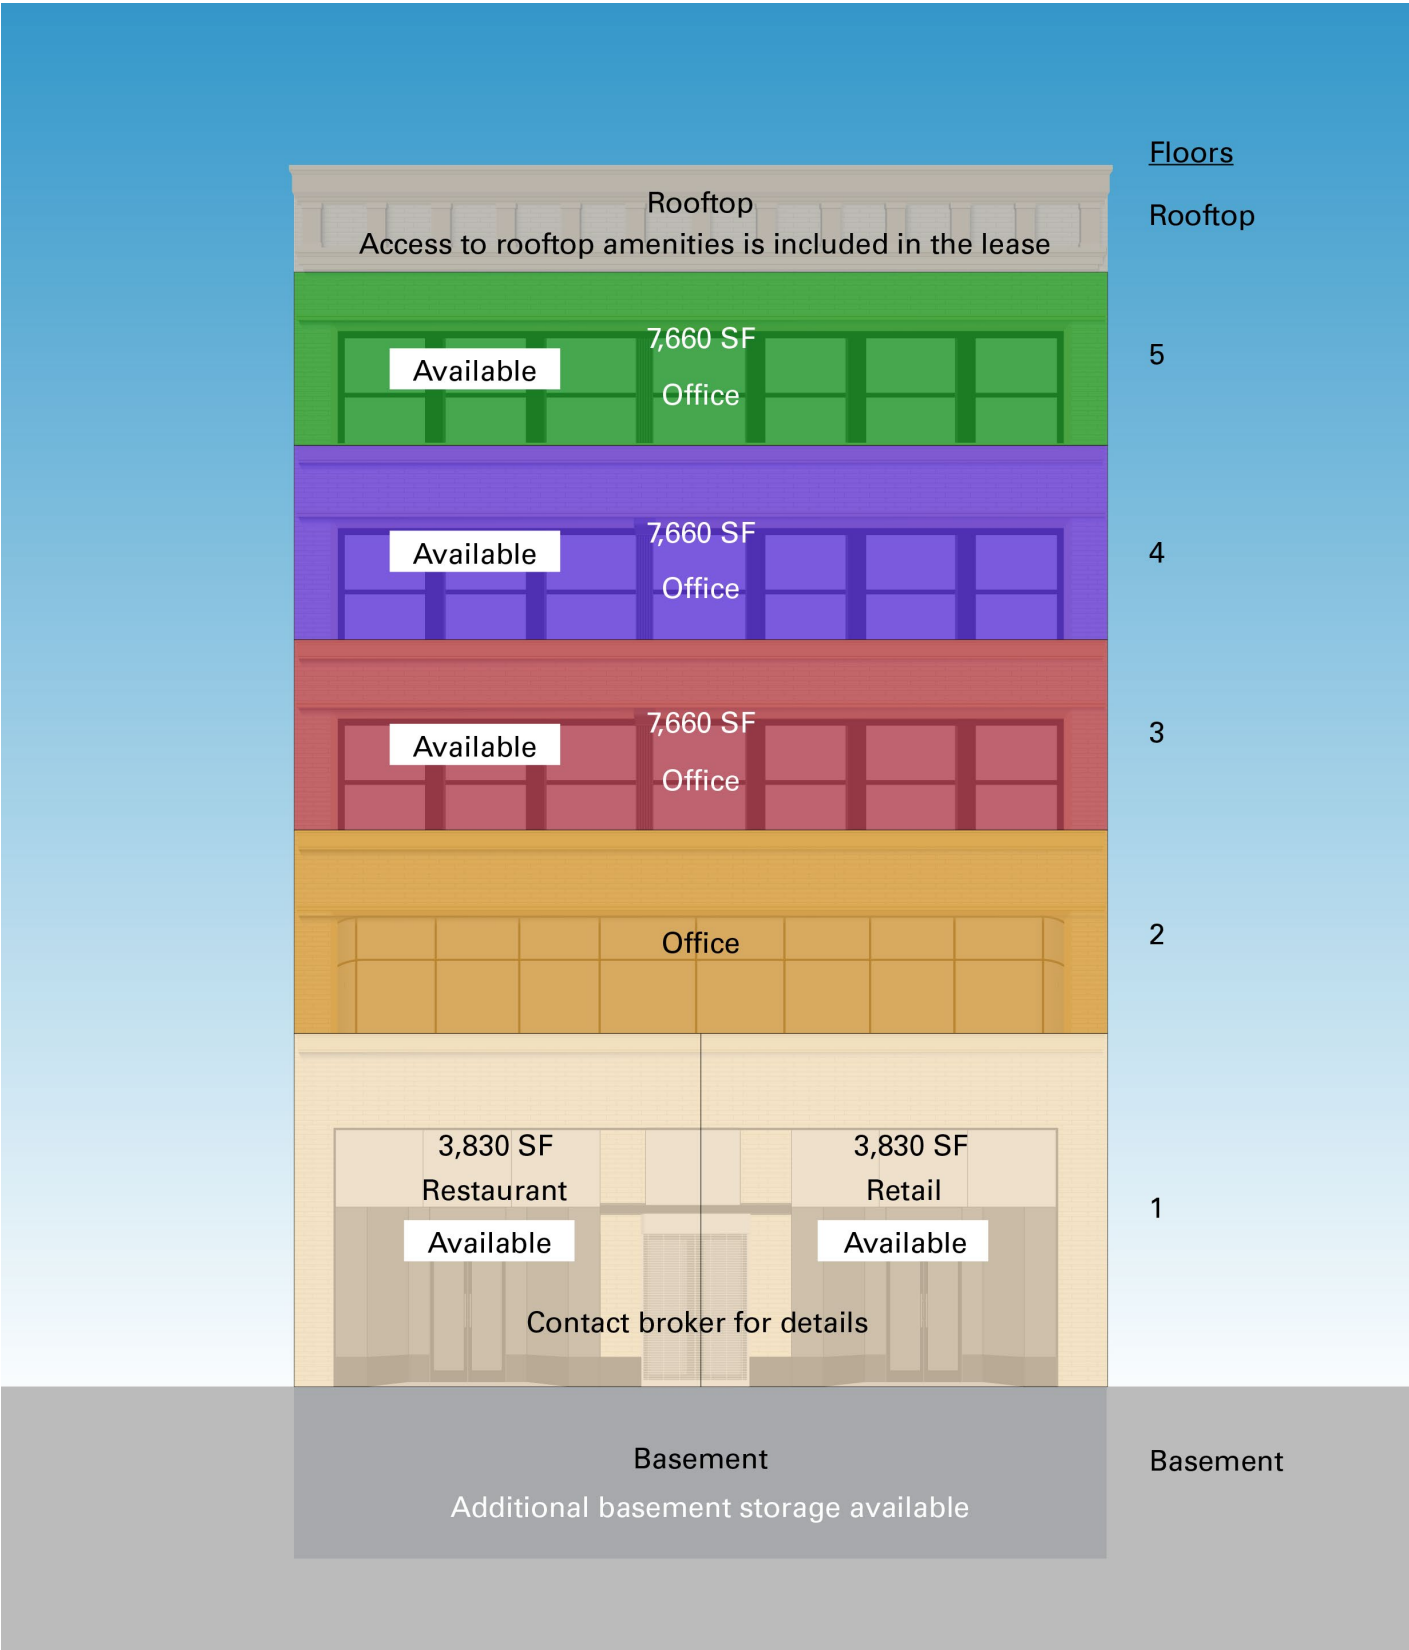 Floors
Rooftop
Rooftop
Access to rooftop amenities is included in the lease
7,660 SF
Available
Office
5
7,660 SF
Available
Office
4
7,660 SF
Available
Office
3
Office
2
3,830 SF
Restaurant
Available
3,830 SF
Retail
Available
1
Contact broker for details
Basement
Basement
Additional basement storage available